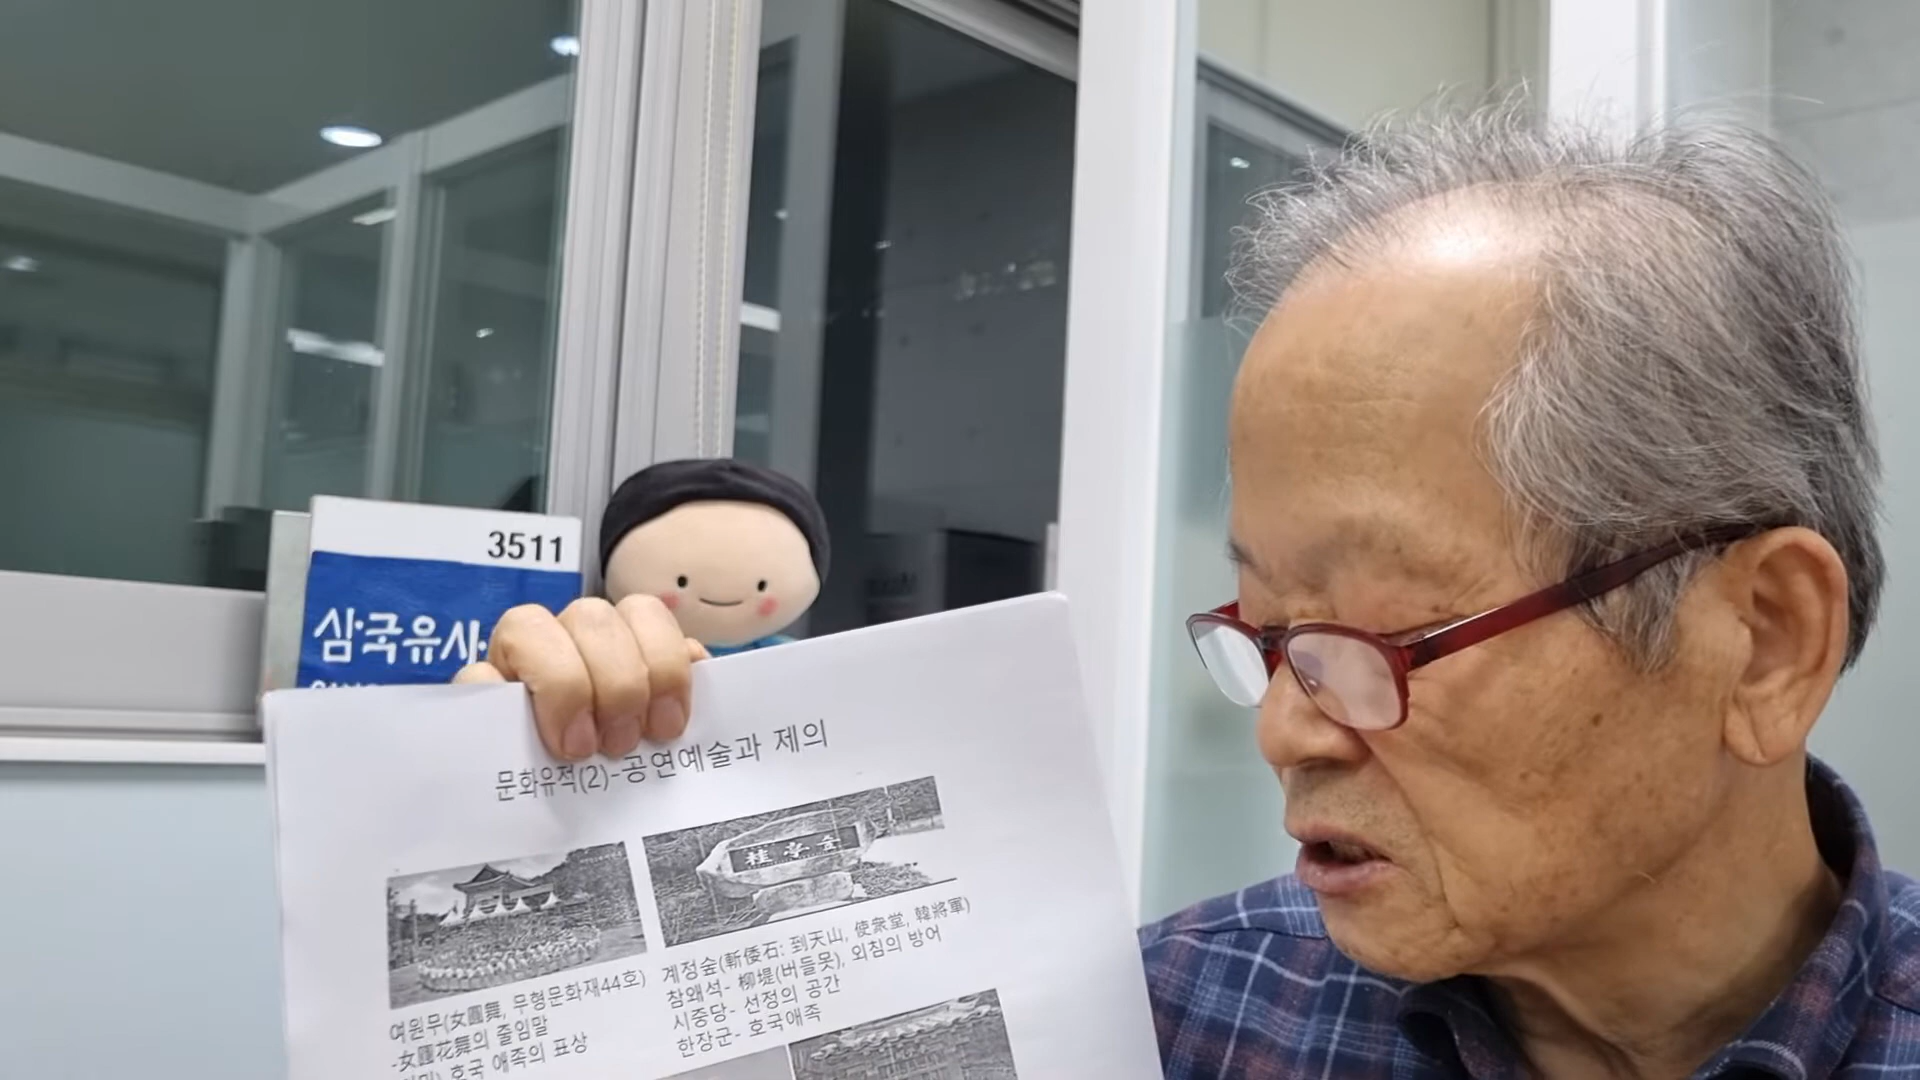 3511
삼국유사
문화유적(2)-공연예술과 제의
여원무(女圓舞, 무형문화재44호)
-女圓花舞의 줄임말
호국 애족의 표상
계정숲(斬倭石: 到天山, 使衆堂, 韓將軍)
참왜석- 柳堤(버들못), 외침의 방어
시중당- 선정의 공간
한장군- 호국애족